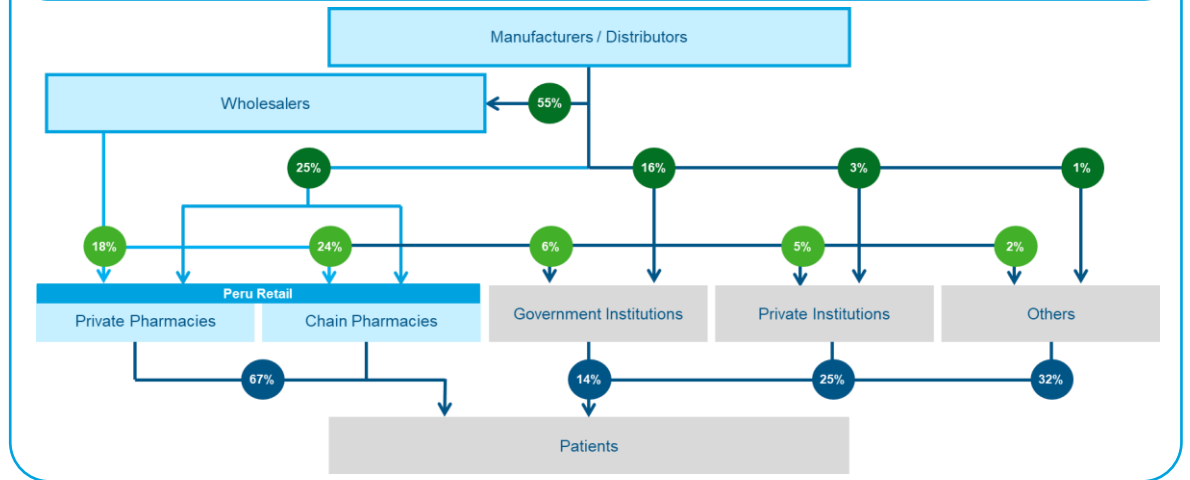 Manufacturers / Distributors
Wholesalers
55%
25%
16%
3%
1%
18%
24%
6%
5%
2%
Peru Retail
Private Pharmacies
Chain Pharmacies
Government Institutions
Private Institutions
Others
67%
14%
25%
32%
Patients